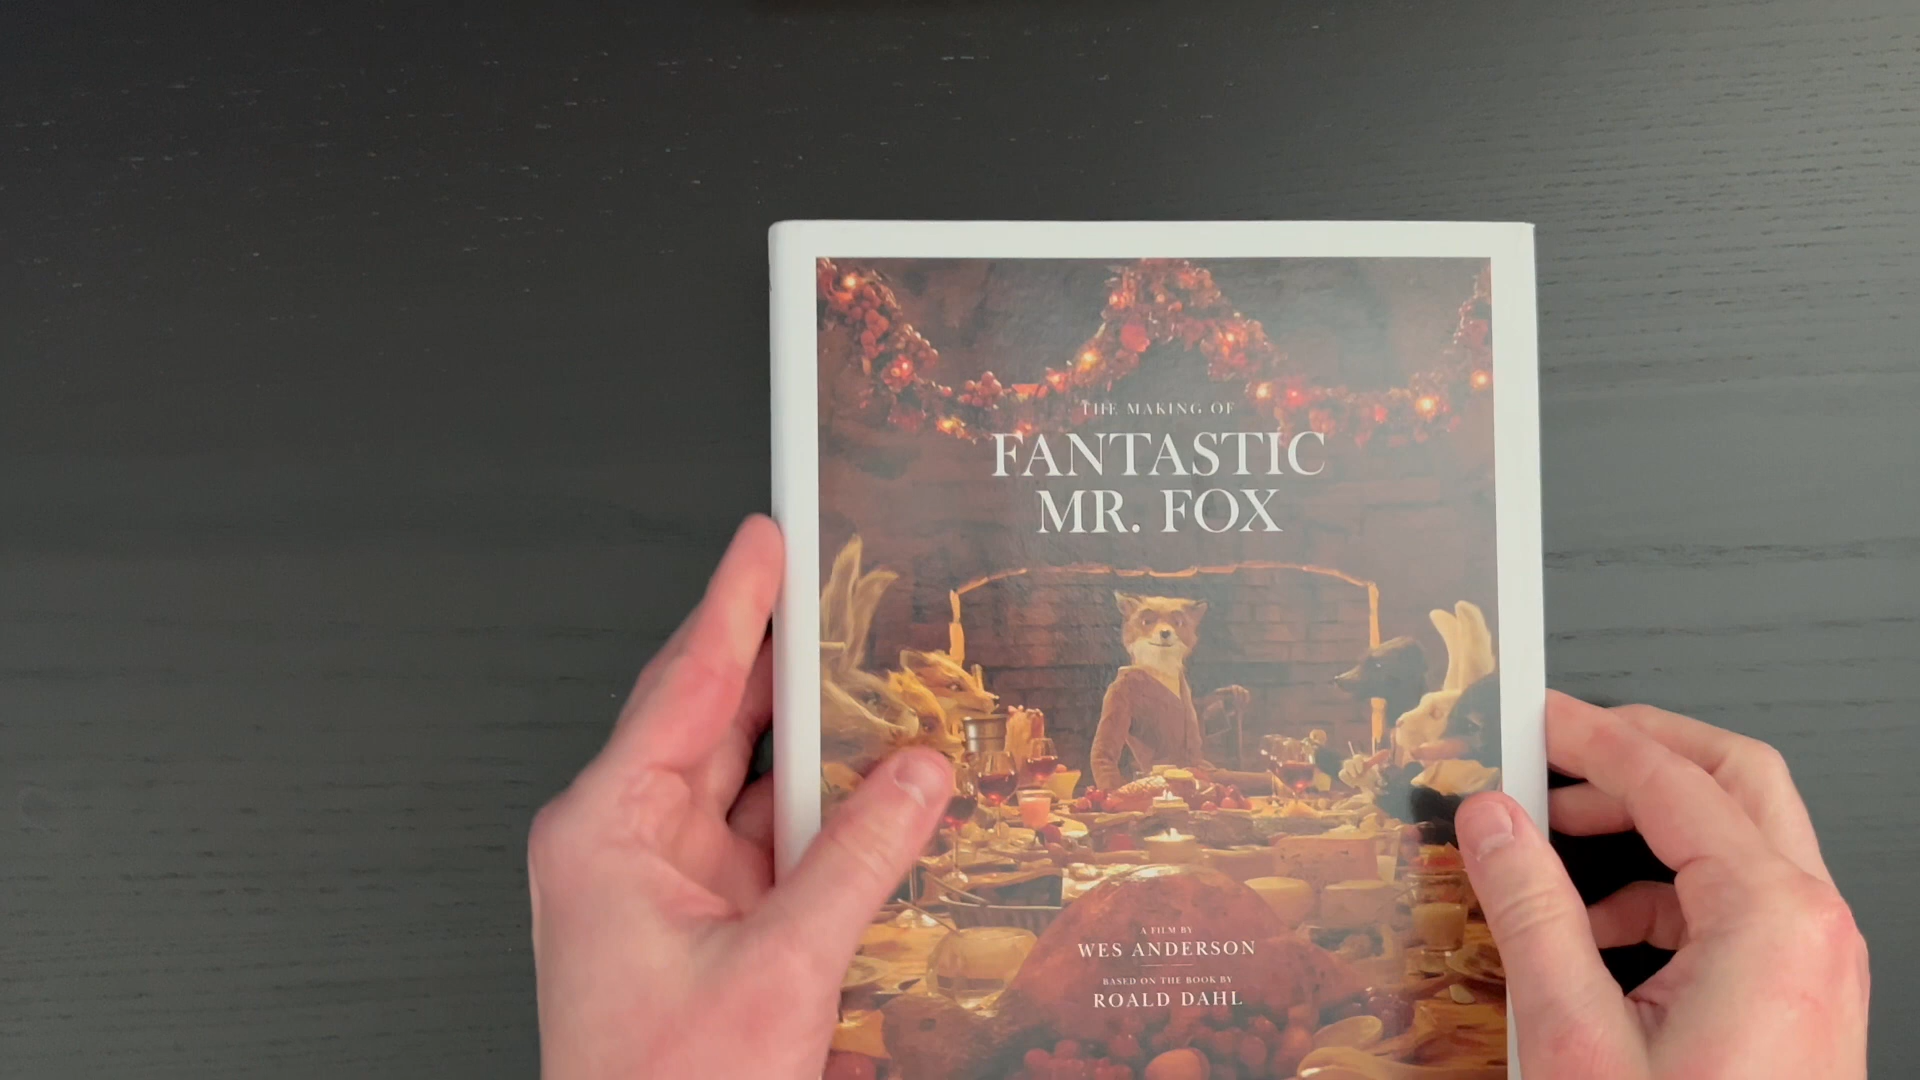 THE MAKING OF
FANTASTIC
MR. FOX
A FILM BY
WES ANDERSON
BASED ON THE BOOK BY
ROALD DAHL